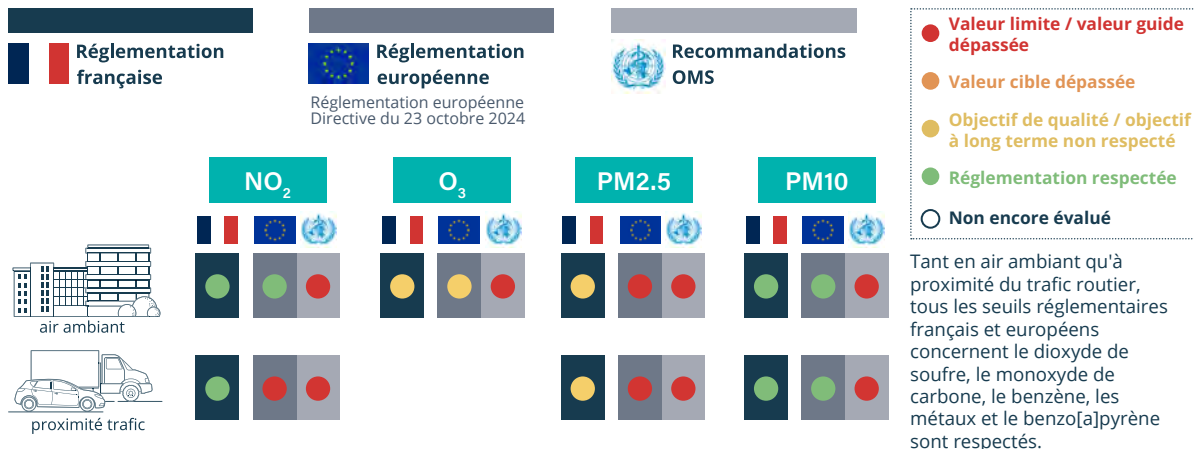 Réglementation
française
Réglementation
européenne
Réglementation européenne
Directive du 23 octobre 2024
Recommandations
OMS
Valeur limite / valeur guide
dépassée
Valeur cible dépassée
Objectif de qualité / objectif
à long terme non respecté
Réglementation respectée
Non encore évalué
NO₂
O₃
PM2.5
PM10
air ambiant
proximité trafic
Tant en air ambiant qu'à
proximité du trafic routier,
tous les seuils réglementaires
français et européens
concernent le dioxyde de
soufre, le monoxyde de
carbone, le benzène, les
métaux et le benzo[a]pyrène
sont respectés.